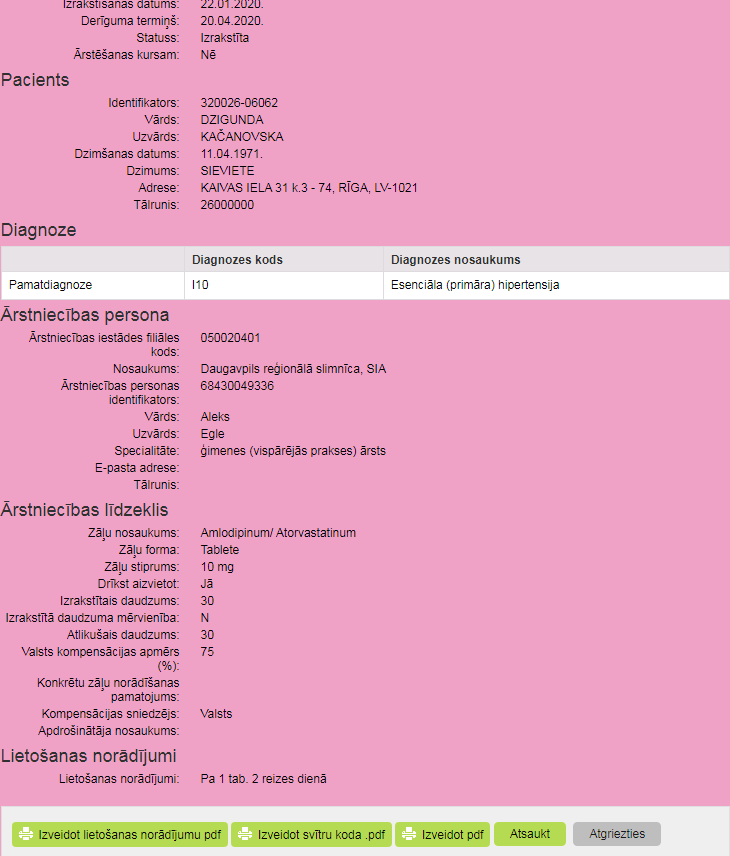 Izrakstīšanas datums: 22.01.2020.
Derīguma termiņš: 20.04.2020.
Statuss: Izrakstīta
Ārstēšanas kursam: Nē
Pacients
Identifikators: 320026-06062
Vārds: DZIGUNDA
Uzvārds: KAČANOVSKA
Dzimšanas datums: 11.04.1971.
Dzimums: SIEVIETE
Adrese: KAIVAS IELA 31 k.3 - 74, RĪGA, LV-1021
Tālrunis: 26000000
Diagnoze
Diagnozes kods Diagnozes nosaukums
Pamatdiagnoze I10 Esenciāla (primāra) hipertensija
Ārstniecības persona
Ārstniecības iestādes filiāles 050020401
kods:
Nosaukums: Daugavpils reģionālā slimnīca, SIA
Ārstniecības personas 68430049336
identifikators:
Vārds: Aleks
Uzvārds: Egle
Specialitāte: ģimenes (vispārējās prakses) ārsts
E-pasta adrese:
Tālrunis:
Ārstniecības līdzeklis
Zāļu nosaukums: Amlodipinum/ Atorvastatinum
Zāļu forma: Tablete
Zāļu stiprums: 10 mg
Drīkst aizvietot: Jā
Izrakstītais daudzums: 30
Izrakstītā daudzuma mērvienība: N
Atlikušais daudzums: 30
Valsts kompensācijas apmērs 75
(%):
Konkrētu zāļu norādīšanas
pamatojums:
Kompensācijas sniedzējs: Valsts
Apdrošinātāja nosaukums:
Lietošanas norādījumi
Lietošanas norādījumi: Pa 1 tab. 2 reizes dienā
Izveidot lietošanas norādījumu pdf Izveidot svītru koda .pdf Izveidot pdf Atsaukt Atgriezties